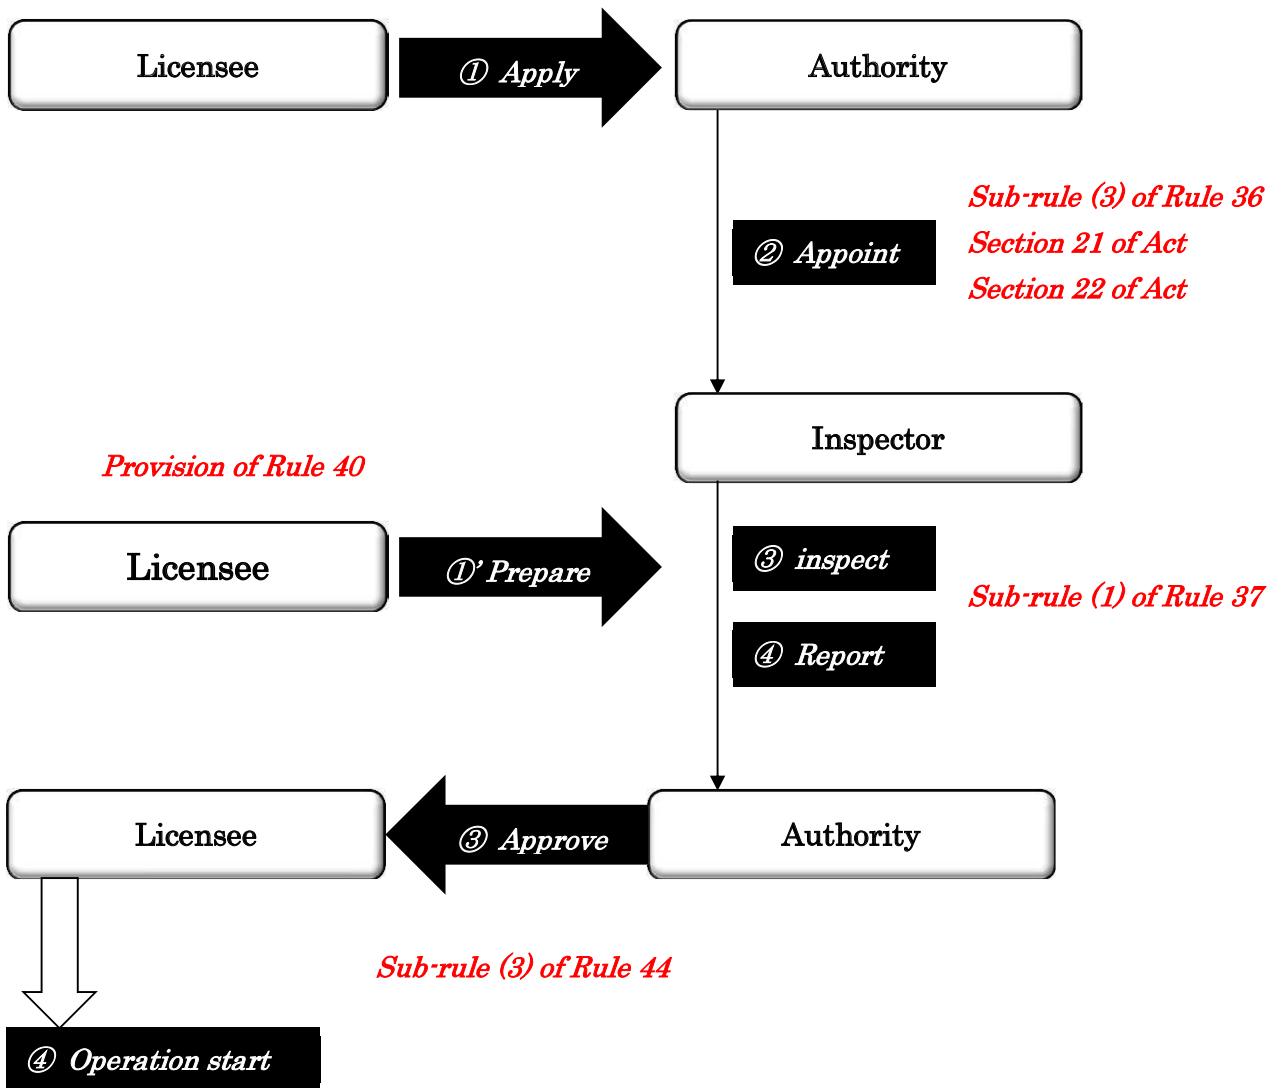 Licensee
① Apply
Authority
Sub-rule (3) of Rule 36
② Appoint
Section 21 of Act
Section 22 of Act
Inspector
Provision of Rule 40
Licensee
①’ Prepare
③ inspect
Sub-rule (1) of Rule 37
④ Report
Licensee
③ Approve
Authority
Sub-rule (3) of Rule 44
④ Operation start